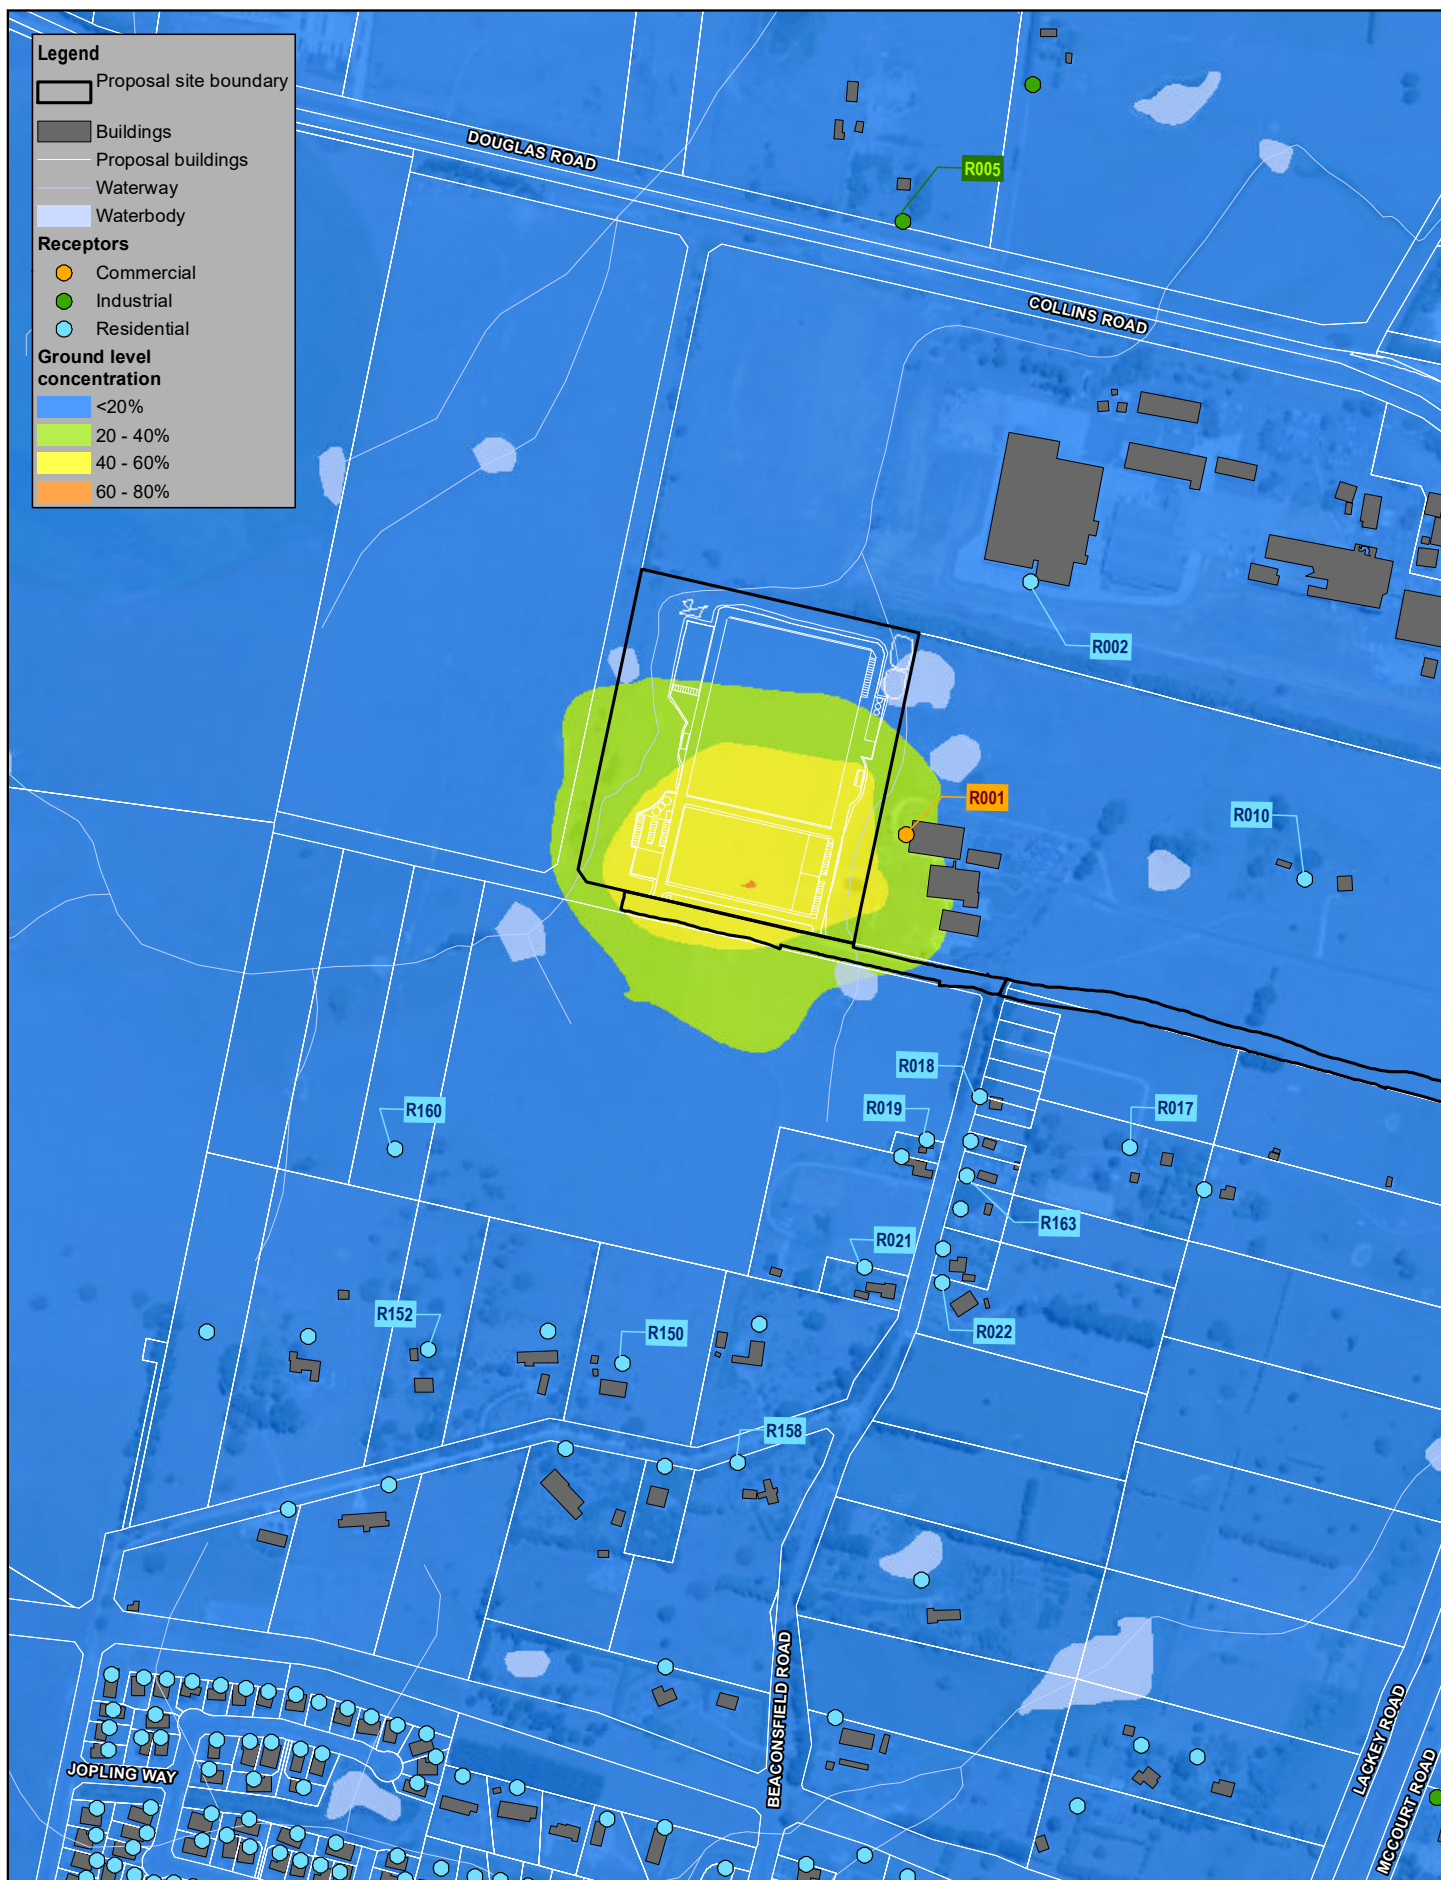 Legend
Proposal site boundary
Buildings
Proposal buildings
Waterway
Waterbody
Receptors
Commercial
Industrial
Residential
Ground level
concentration
<20%
20 - 40%
40 - 60%
60 - 80%
DOUGLAS ROAD
R005
COLLINS ROAD
R002
R001
R010
R018
R019
R017
R160
R163
R021
R152
R150
R022
R158
BEACONSFIELD ROAD
LACKEY ROAD
JOPLING WAY
MCCOURT ROAD